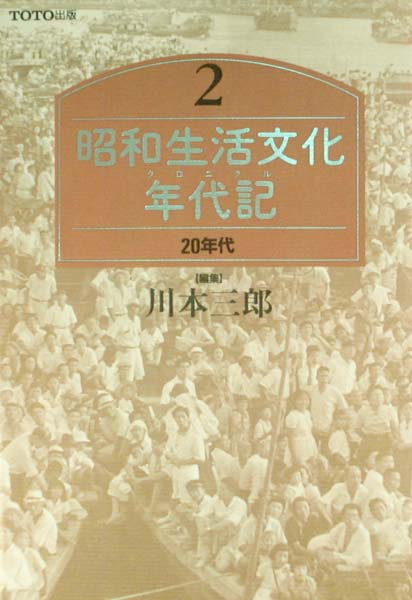 TOTO出版
2
昭和生活文化
クロニクル
年代記
20年代
【編集】
川本三郎